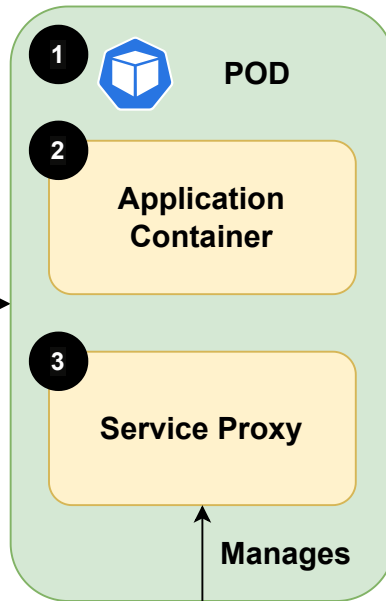 1
POD
2
Application
Container
3
Service Proxy
Manages